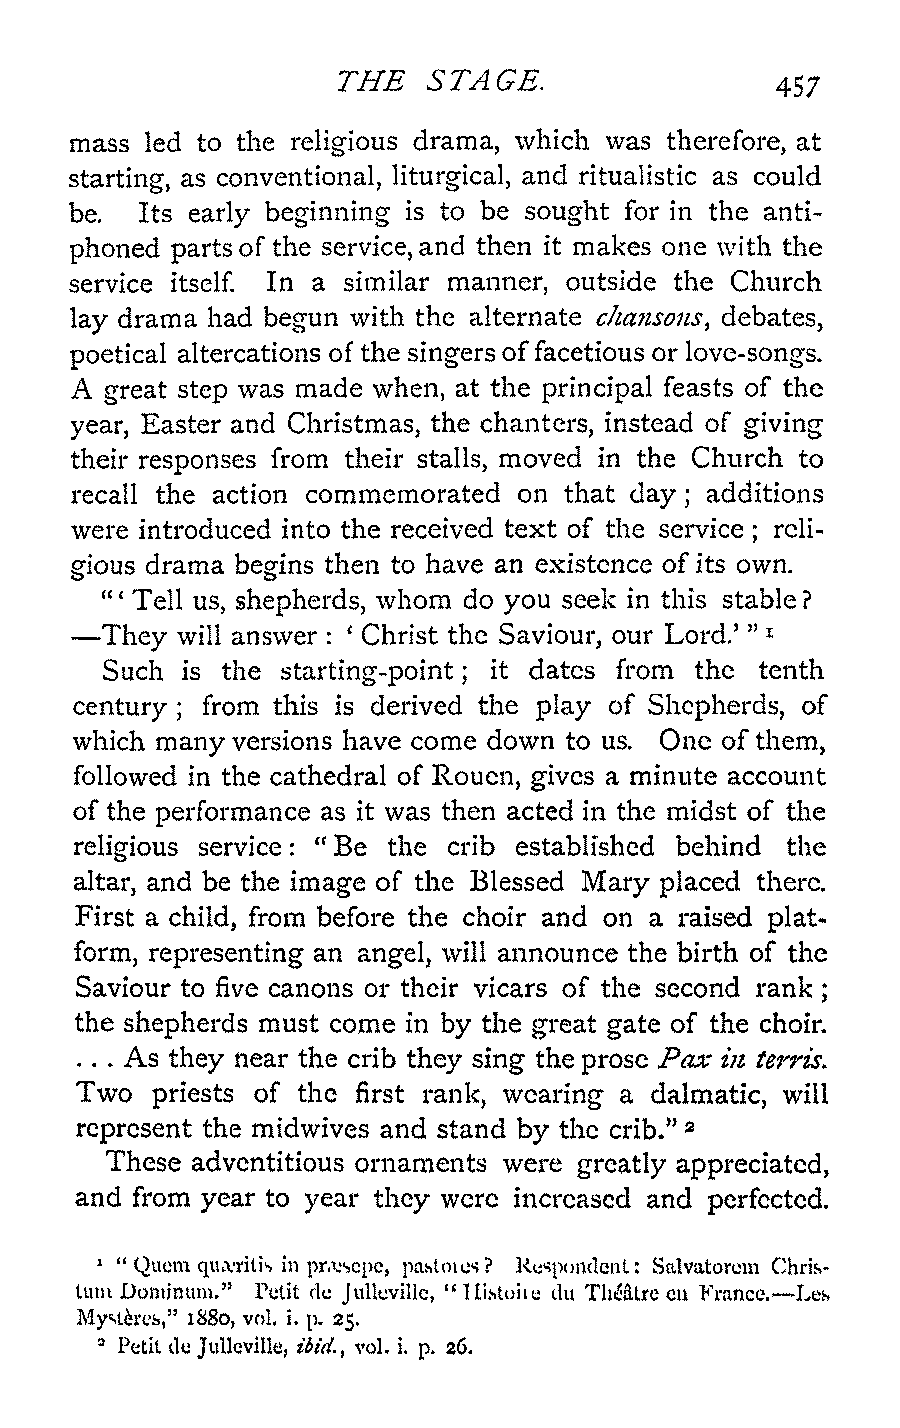 THE STAGE. 457
mass led to the religious drama, which was therefore, at
starting, as conventional, liturgical, and ritualistic as could
be. Its early beginning is to be sought for in the anti-
phoned parts of the service, and then it makes one with the
service itself. In a similar manner, outside the Church
lay drama had begun with the alternate chansons, debates,
poetical altercations of the singers of facetious or love-songs.
A great step was made when, at the principal feasts of the
year, Easter and Christmas, the chanters, instead of giving
their responses from their stalls, moved in the Church to
recall the action commemorated on that day ; additions
were introduced into the received text of the service ; reli-
gious drama begins then to have an existence of its own.
"' Tell us, shepherds, whom do you seek in this stable ?
—They will answer : ' Christ the Saviour, our Lord.' " 1
Such is the starting-point ; it dates from the tenth
century ; from this is derived the play of Shepherds, of
which many versions have come down to us. One of them,
followed in the cathedral of Rouen, gives a minute account
of the performance as it was then acted in the midst of the
religious service : " Be the crib established behind the
altar, and be the image of the Blessed Mary placed there.
First a child, from before the choir and on a raised plat-
form, representing an angel, will announce the birth of the
Saviour to five canons or their vicars of the second rank ;
the shepherds must come in by the great gate of the choir.
. . . As they near the crib they sing the prose Pax in terris.
Two priests of the first rank, wearing a dalmatic, will
represent the midwives and stand by the crib." 2
These adventitious ornaments were greatly appreciated,
and from year to year they were increased and perfected.
1 " Quem quæritis in præsepe, pastores ? Respondent : Salvatorem Chris-
tum Dominum." Petit de Julleville, " Histoire du Théâtre en France.—Les
Mystères," 1880, vol. i. p. 25.
2 Petit de Julleville, ibid., vol. i. p. 26.